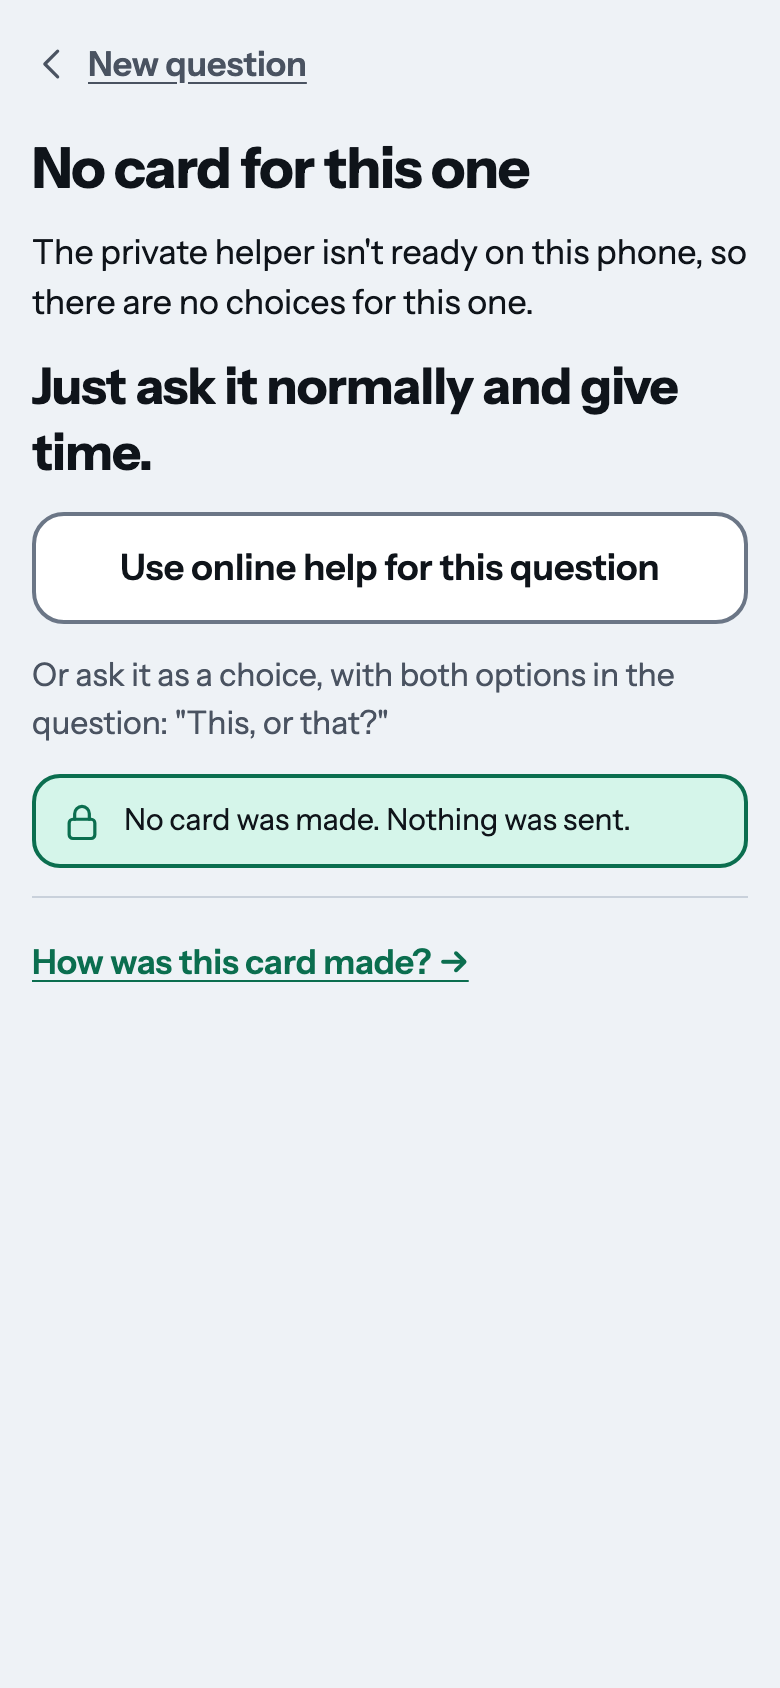 New question
No card for this one
The private helper isn't ready on this phone, so
there are no choices for this one.
Just ask it normally and give
time.
Use online help for this question
Or ask it as a choice, with both options in the
question: "This, or that?"
No card was made. Nothing was sent.
How was this card made? →